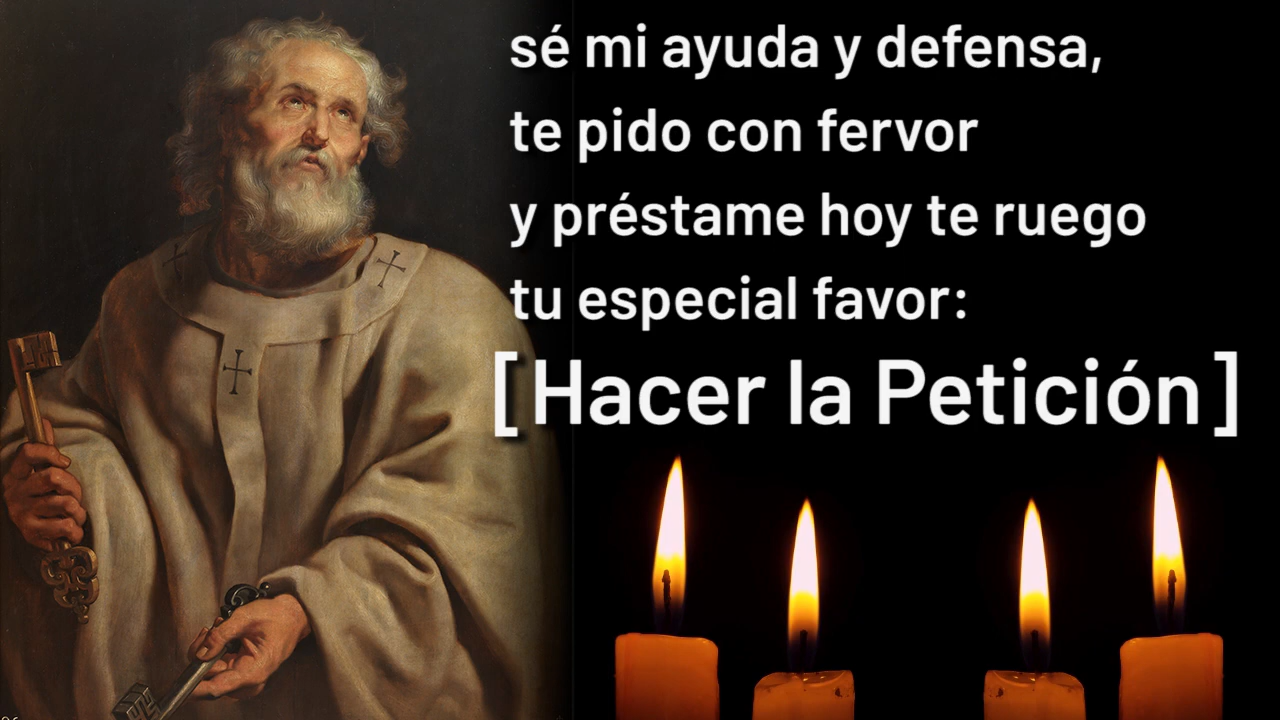 sé mi ayuda y defensa,
te pido con fervor
y préstame hoy te ruego
tu especial favor:
[Hacer la Petición]